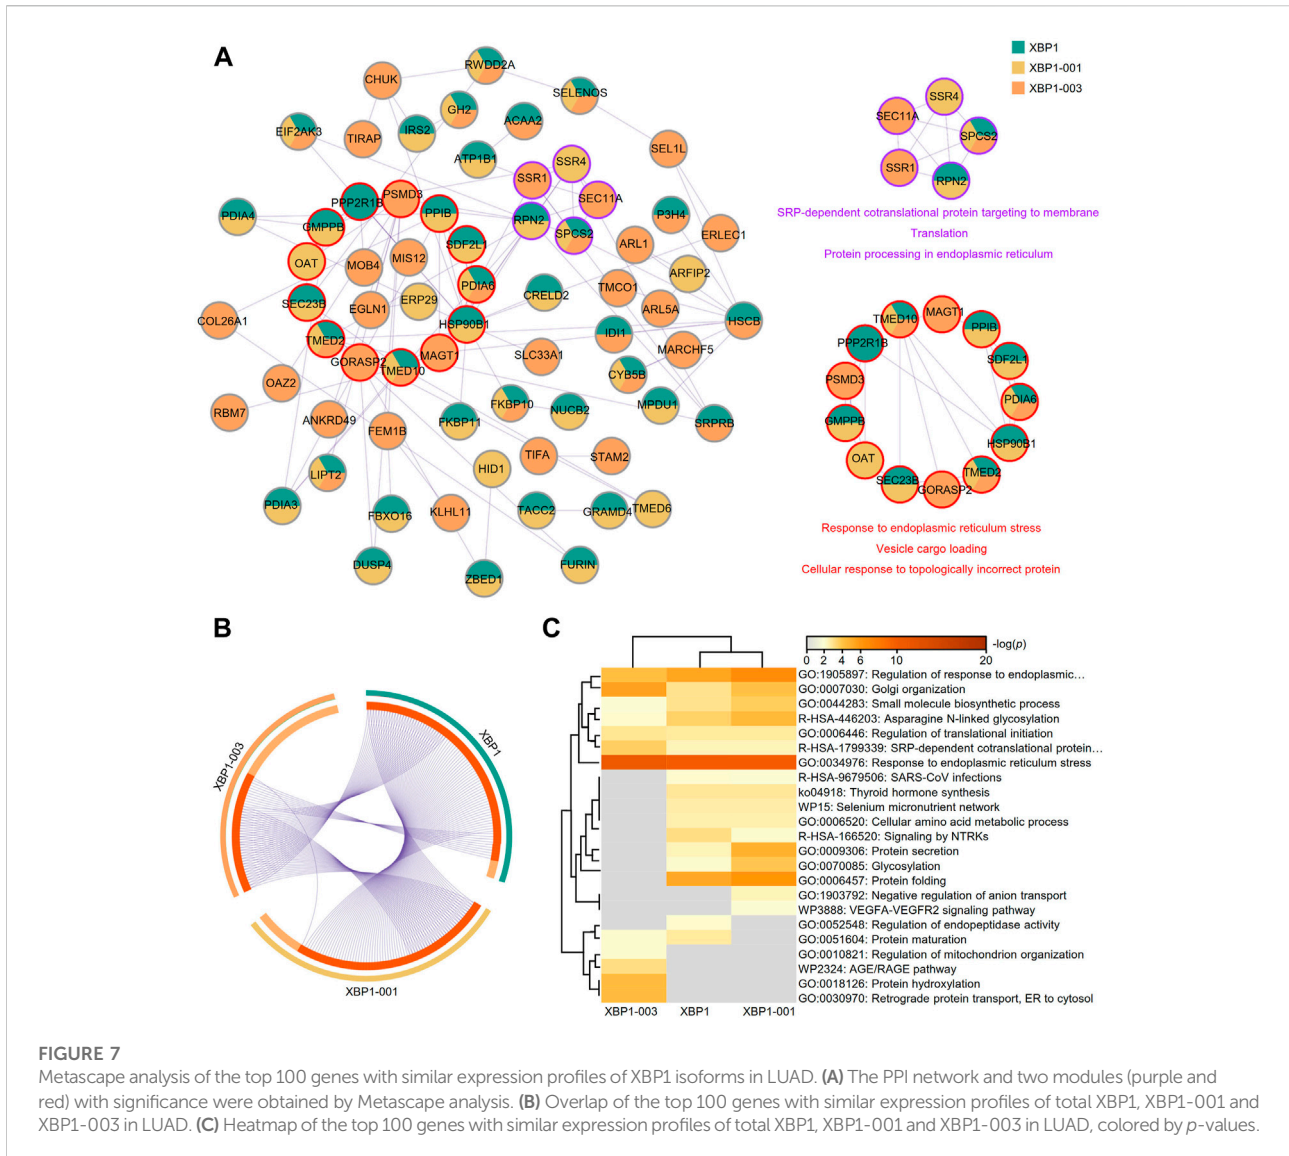 A
XBP1
XBP1-001
XBP1-003
RWDD2A
CHUK
SELENOS
GH2
ACAA2
EIF2AK3
TIRAP
IRS2
ATP1B1
SEL1L
SSR4
SSR1
SEC11A
PSMD3
PPP2R1B
PPIB
PDIA4
GMPPB
RPN2
SPCS2
P3H4
ERLEC1
SDF2L1
ARL1
OAT
MOB4
MIS12
ARFIP2
PDIA6
TMCO1
CRELD2
SEC23B
EGLN1
ERP29
ARL5A
COL26A1
HSP90B1
IDI1
HSCB
TMED2
GORASP2
MAGT1
SLC33A1
MARCHF5
TMED10
CYB5B
OAZ2
RBM7
ANKRD49
FKBP10
NUCB2
MPDU1
SRPRB
FKBP11
FEM1B
TIFA
STAM2
LIPT2
HID1
PDIA3
FBXO16
KLHL11
TACC2
GRAMD4
TMED6
DUSP4
ZBED1
FURIN
SSR4
SEC11A
SPCS2
SSR1
RPN2
SRP-dependent cotranslational protein targeting to membrane
Translation
Protein processing in endoplasmic reticulum
MAGT1
TMED10
PPIB
PPP2R1B
SDF2L1
PSMD3
PDIA6
GMPPB
HSP90B1
OAT
TMED2
SEC23B
GORASP2
Response to endoplasmic reticulum stress
Vesicle cargo loading
Cellular response to topologically incorrect protein
B
XBP1-003
XBP1
XBP1-001
C
-log(p)
0 2 4 6 10 20
GO:1905897: Regulation of response to endoplasmic…
GO:0007030: Golgi organization
GO:0044283: Small molecule biosynthetic process
R-HSA-446203: Asparagine N-linked glycosylation
GO:0006446: Regulation of translational initiation
R-HSA-1799339: SRP-dependent cotranslational protein…
GO:0034976: Response to endoplasmic reticulum stress
R-HSA-9679506: SARS-CoV infections
ko04918: Thyroid hormone synthesis
WP15: Selenium micronutrient network
GO:0006520: Cellular amino acid metabolic process
R-HSA-166520: Signaling by NTRKs
GO:0009306: Protein secretion
GO:0070085: Glycosylation
GO:0006457: Protein folding
GO:1903792: Negative regulation of anion transport
WP3888: VEGFA-VEGFR2 signaling pathway
GO:0052548: Regulation of endopeptidase activity
GO:0051604: Protein maturation
GO:0010821: Regulation of mitochondrion organization
WP2324: AGE/RAGE pathway
GO:0018126: Protein hydroxylation
GO:0030970: Retrograde protein transport, ER to cytosol
XBP1-003 XBP1 XBP1-001
FIGURE 7
Metascape analysis of the top 100 genes with similar expression profiles of XBP1 isoforms in LUAD. (A) The PPI network and two modules (purple and
red) with significance were obtained by Metascape analysis. (B) Overlap of the top 100 genes with similar expression profiles of total XBP1, XBP1-001 and
XBP1-003 in LUAD. (C) Heatmap of the top 100 genes with similar expression profiles of total XBP1, XBP1-001 and XBP1-003 in LUAD, colored by p-values.